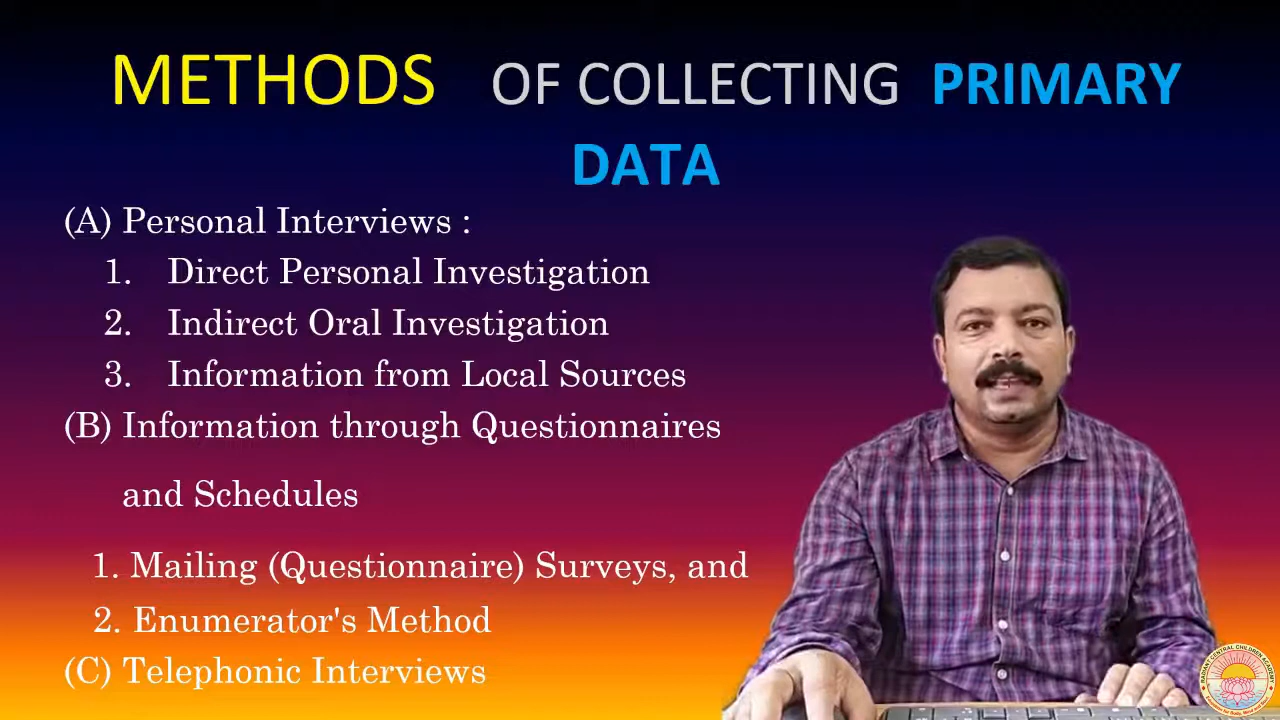 METHODS OF COLLECTING PRIMARY
DATA
(A) Personal Interviews :
1. Direct Personal Investigation
2. Indirect Oral Investigation
3. Information from Local Sources
(B) Information through Questionnaires
and Schedules
1. Mailing (Questionnaire) Surveys, and
2. Enumerator's Method
(C) Telephonic Interviews